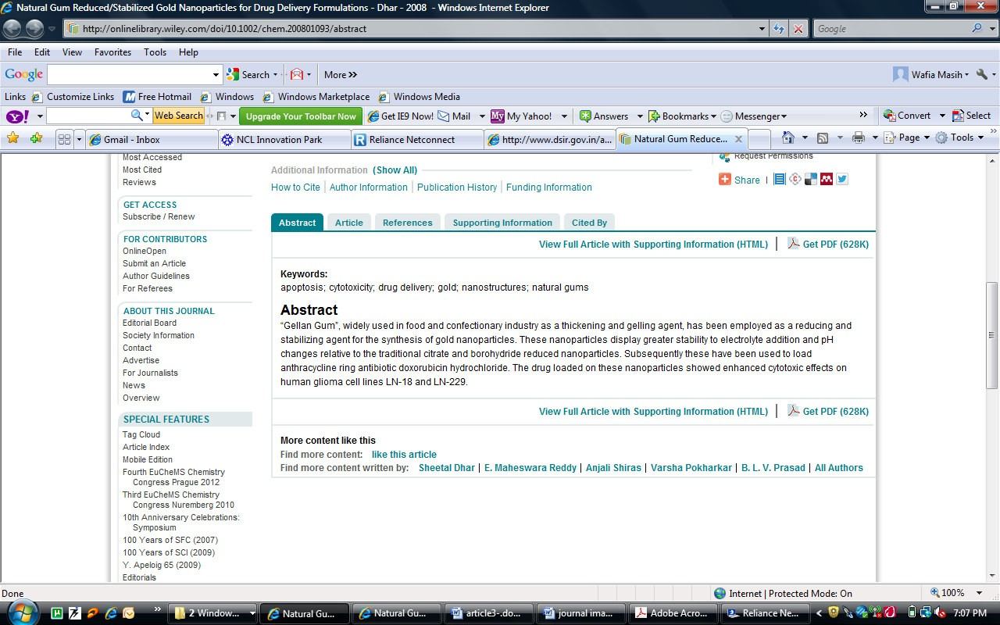 Natural Gum Reduced/Stabilized Gold Nanoparticles for Drug Delivery Formulations - Dhar - 2008 - Windows Internet Explorer
http://onlinelibrary.wiley.com/doi/10.1002/chem.200801093/abstract
Google
File Edit View Favorites Tools Help
Google Search More »
Wafia Masih
Links Customize Links Free Hotmail Windows Windows Marketplace Windows Media
Y! Web Search Upgrade Your Toolbar Now Get IE9 Now! Mail My Yahoo! Answers Bookmarks Messenger » Convert Select
Gmail - Inbox NCL Innovation Park Reliance Netconnect http://www.dsir.gov.in/a... Natural Gum Reduce... Page Tools
Most Accessed
Most Cited
Reviews
GET ACCESS
Subscribe / Renew
FOR CONTRIBUTORS
OnlineOpen
Submit an Article
Author Guidelines
For Referees
ABOUT THIS JOURNAL
Editorial Board
Society Information
Contact
Advertise
For Journalists
News
Overview
SPECIAL FEATURES
Tag Cloud
Article Index
Mobile Edition
Fourth EuCheMS Chemistry
Congress Prague 2012
Third EuCheMS Chemistry
Congress Nuremberg 2010
10th Anniversary Celebrations:
Symposium
100 Years of SFC (2007)
100 Years of SCI (2009)
Y. Apeloig 65 (2009)
Editorials
Request Permissions
Additional Information (Show All)
How to Cite Author Information Publication History Funding Information
Share
Abstract Article References Supporting Information Cited By
View Full Article with Supporting Information (HTML) | Get PDF (628K)
Keywords:
apoptosis; cytotoxicity; drug delivery; gold; nanostructures; natural gums
Abstract
“Gellan Gum”, widely used in food and confectionary industry as a thickening and gelling agent, has been employed as a reducing and
stabilizing agent for the synthesis of gold nanoparticles. These nanoparticles display greater stability to electrolyte addition and pH
changes relative to the traditional citrate and borohydride reduced nanoparticles. Subsequently these have been used to load
anthracycline ring antibiotic doxorubicin hydrochloride. The drug loaded on these nanoparticles showed enhanced cytotoxic effects on
human glioma cell lines LN-18 and LN-229.
View Full Article with Supporting Information (HTML) | Get PDF (628K)
More content like this
Find more content: like this article
Find more content written by: Sheetal Dhar | E. Maheswara Reddy | Anjali Shiras | Varsha Pokharkar | B. L. V. Prasad | All Authors
Done Internet | Protected Mode: On 100%
2 Window... Natural Gu... Natural Gu... article3-.do... journal ima... Adobe Acro... Reliance Ne... 7:07 PM